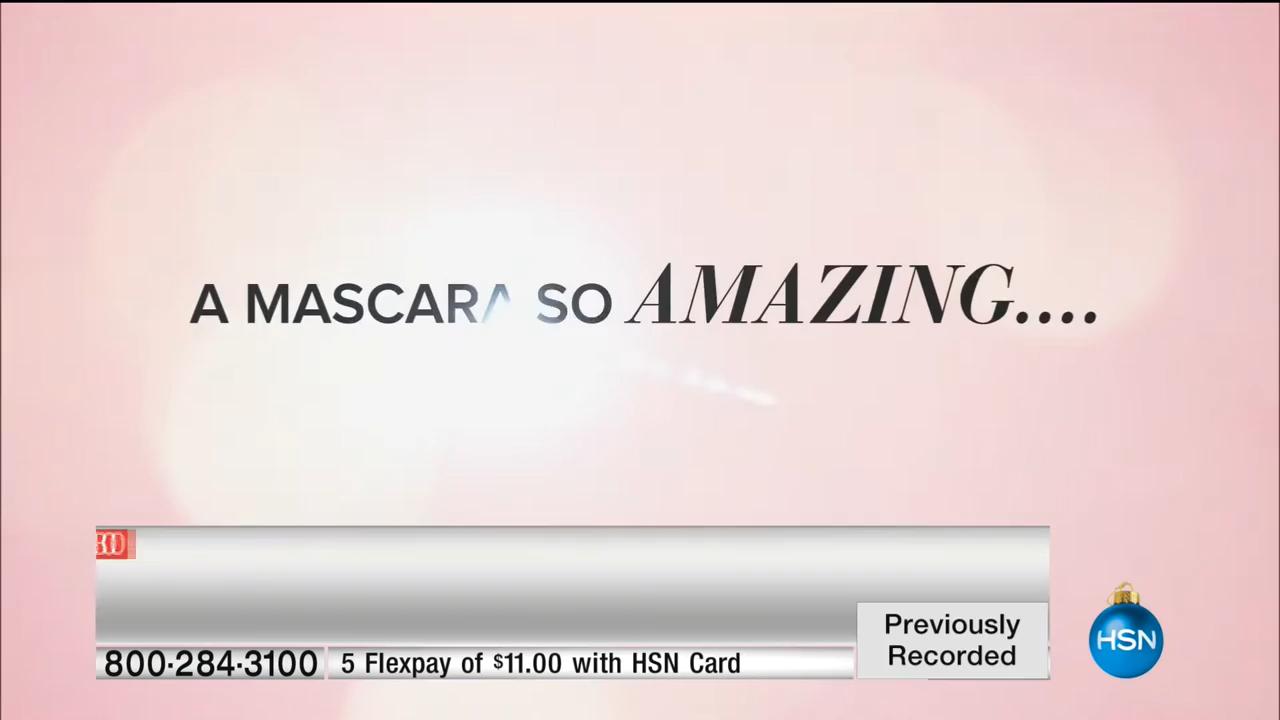 A MASCARA SO AMAZING....
Previously
Recorded
800·284·3100
5 Flexpay of $11.00 with HSN Card
HSN